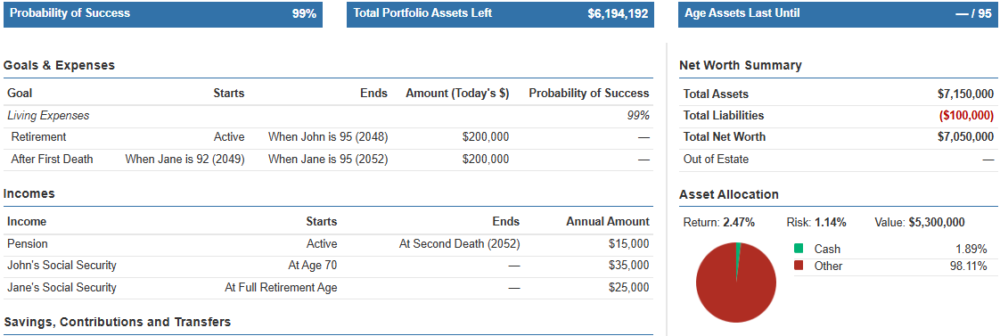 Probability of Success 99%
Total Portfolio Assets Left $6,194,192
Age Assets Last Until — / 95
Goals & Expenses
Goal Starts Ends Amount (Today's $) Probability of Success
Living Expenses 99%
Retirement Active When John is 95 (2048) $200,000 —
After First Death When Jane is 92 (2049) When Jane is 95 (2052) $200,000 —
Incomes
Income Starts Ends Annual Amount
Pension Active At Second Death (2052) $15,000
John's Social Security At Age 70 — $35,000
Jane's Social Security At Full Retirement Age — $25,000
Savings, Contributions and Transfers
Net Worth Summary
Total Assets $7,150,000
Total Liabilities ($100,000)
Total Net Worth $7,050,000
Out of Estate —
Asset Allocation
Return: 2.47% Risk: 1.14% Value: $5,300,000
Cash 1.89%
Other 98.11%